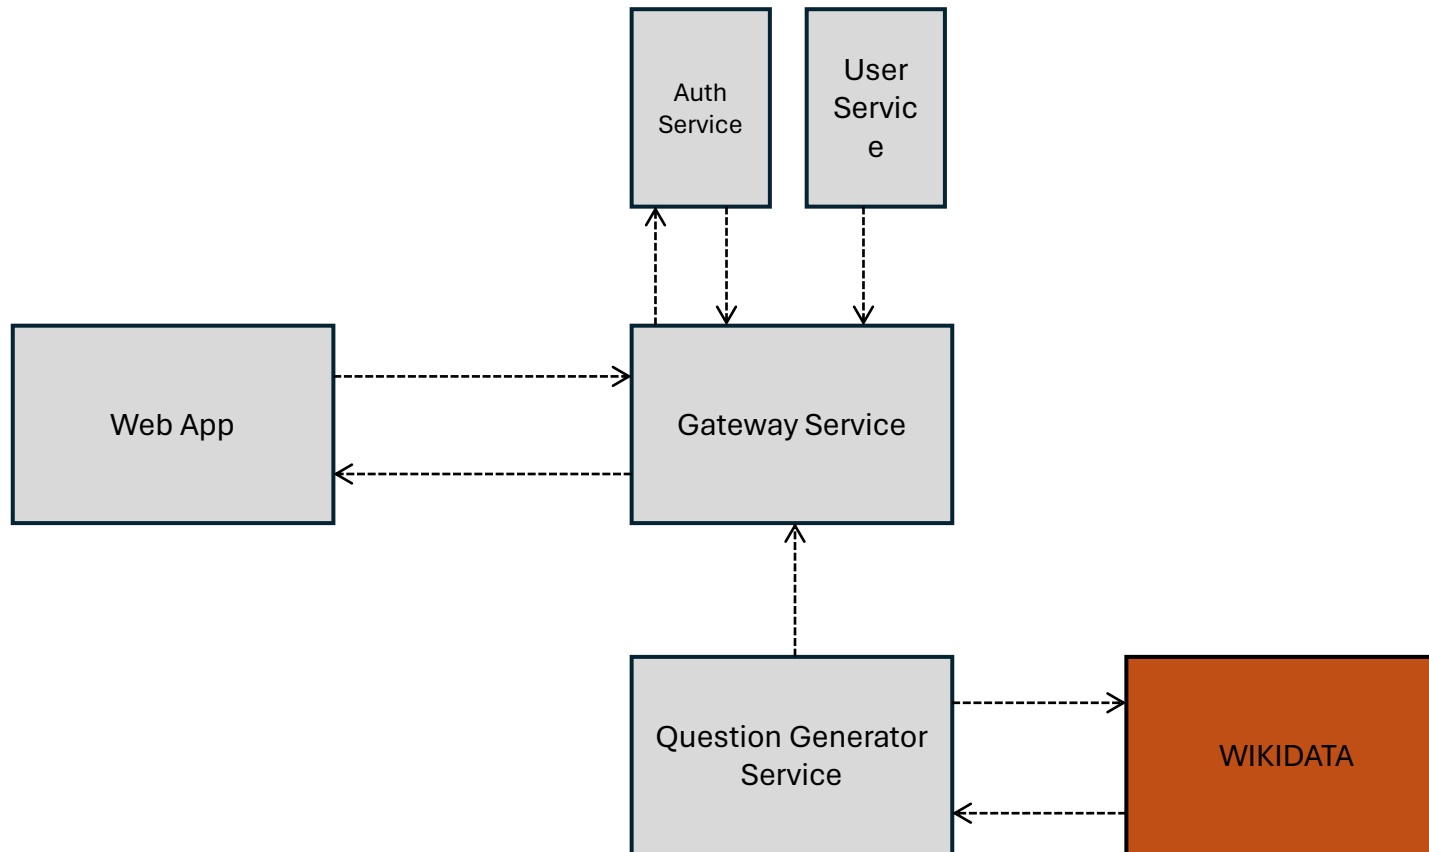 Auth
Service
User
Servic
e
Web App
Gateway Service
Question Generator
Service
WIKIDATA